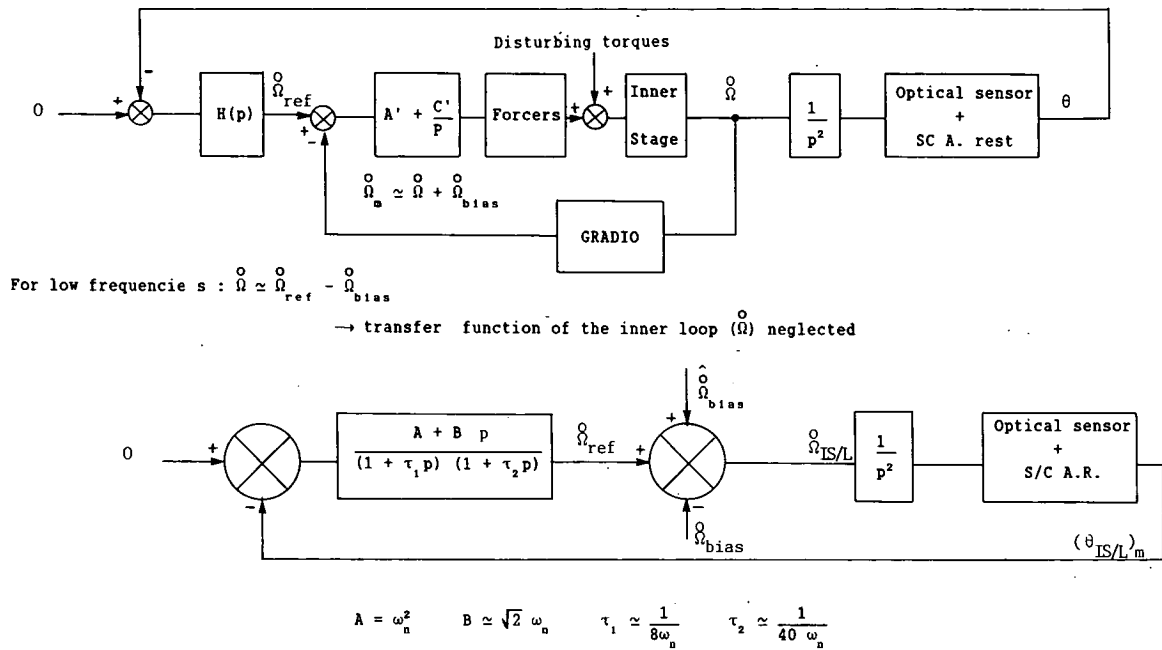 Disturbing torques
0 + - H(p) Ω̊ref + - A' + C'/P Forcers + + Inner Stage Ω̊ 1/p² Optical sensor + SC A. rest θ
Ω̊m ≃ Ω̊ + Ω̊bias
GRADIO
For low frequencie s : Ω̊ ≃ Ω̊ref - Ω̊bias
→ transfer function of the inner loop (Ω̊) neglected
Ω̂̊bias
0 + - A + B p / (1 + τ₁p) (1 + τ₂p) Ω̊ref + + - Ω̊IS/L 1/p² Optical sensor + S/C A.R.
Ω̊bias
(θIS/L)m
A = ωn² B ≃ √2 ωn τ₁ ≃ 1/8ωn τ₂ ≃ 1/40 ωn